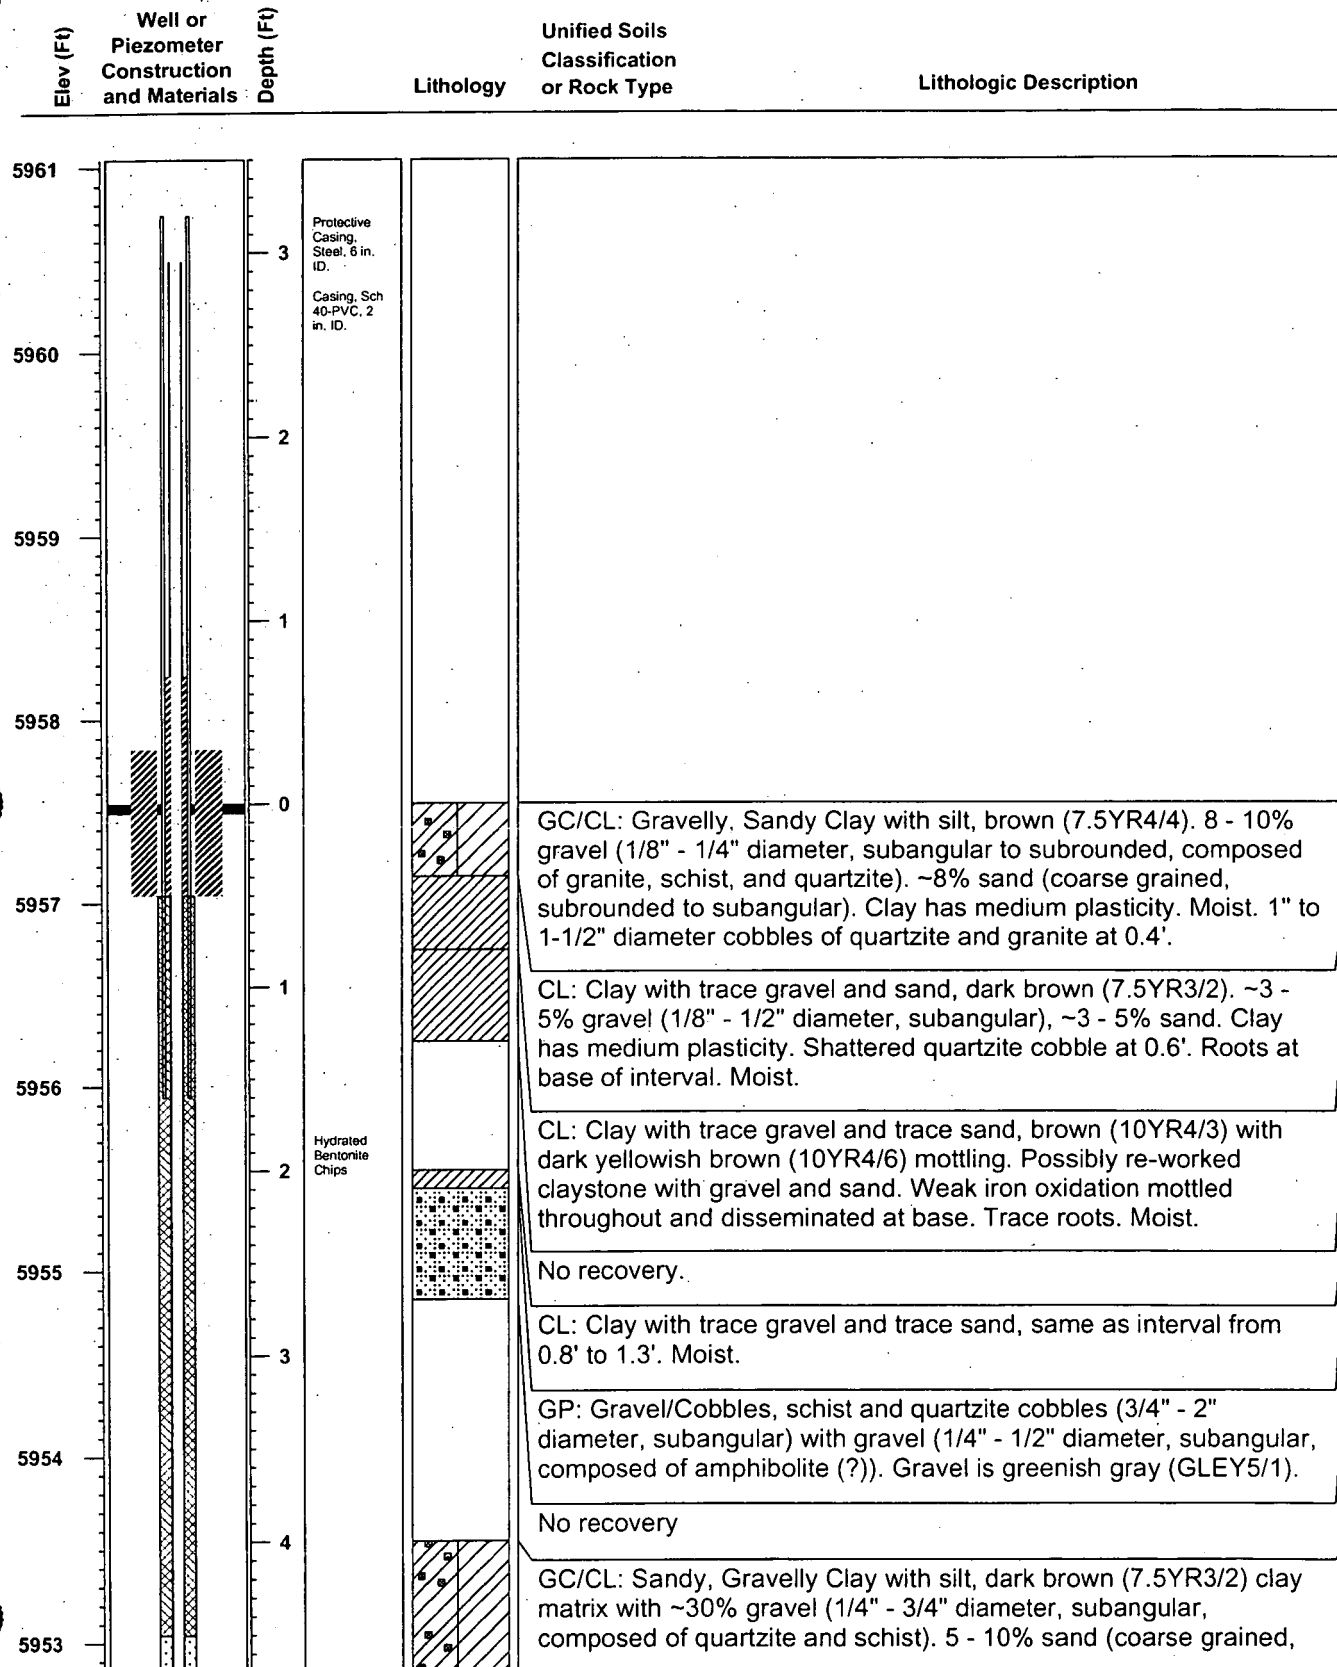 Elev (Ft)
Well or
Piezometer
Construction
and Materials
Depth (Ft)
Lithology
Unified Soils
Classification
or Rock Type
Lithologic Description
5961
5960
5959
5958
5957
5956
5955
5954
5953
3
2
1
0
1
2
3
4
Protective
Casing,
Steel, 6 in.
ID.
Casing, Sch
40-PVC, 2
in. ID.
Hydrated
Bentonite
Chips
GC/CL: Gravelly, Sandy Clay with silt, brown (7.5YR4/4). 8 - 10%
gravel (1/8" - 1/4" diameter, subangular to subrounded, composed
of granite, schist, and quartzite). ~8% sand (coarse grained,
subrounded to subangular). Clay has medium plasticity. Moist. 1" to
1-1/2" diameter cobbles of quartzite and granite at 0.4'.
CL: Clay with trace gravel and sand, dark brown (7.5YR3/2). ~3 -
5% gravel (1/8" - 1/2" diameter, subangular), ~3 - 5% sand. Clay
has medium plasticity. Shattered quartzite cobble at 0.6'. Roots at
base of interval. Moist.
CL: Clay with trace gravel and trace sand, brown (10YR4/3) with
dark yellowish brown (10YR4/6) mottling. Possibly re-worked
claystone with gravel and sand. Weak iron oxidation mottled
throughout and disseminated at base. Trace roots. Moist.
No recovery.
CL: Clay with trace gravel and trace sand, same as interval from
0.8' to 1.3'. Moist.
GP: Gravel/Cobbles, schist and quartzite cobbles (3/4" - 2"
diameter, subangular) with gravel (1/4" - 1/2" diameter, subangular,
composed of amphibolite (?)). Gravel is greenish gray (GLEY5/1).
No recovery
GC/CL: Sandy, Gravelly Clay with silt, dark brown (7.5YR3/2) clay
matrix with ~30% gravel (1/4" - 3/4" diameter, subangular,
composed of quartzite and schist). 5 - 10% sand (coarse grained,